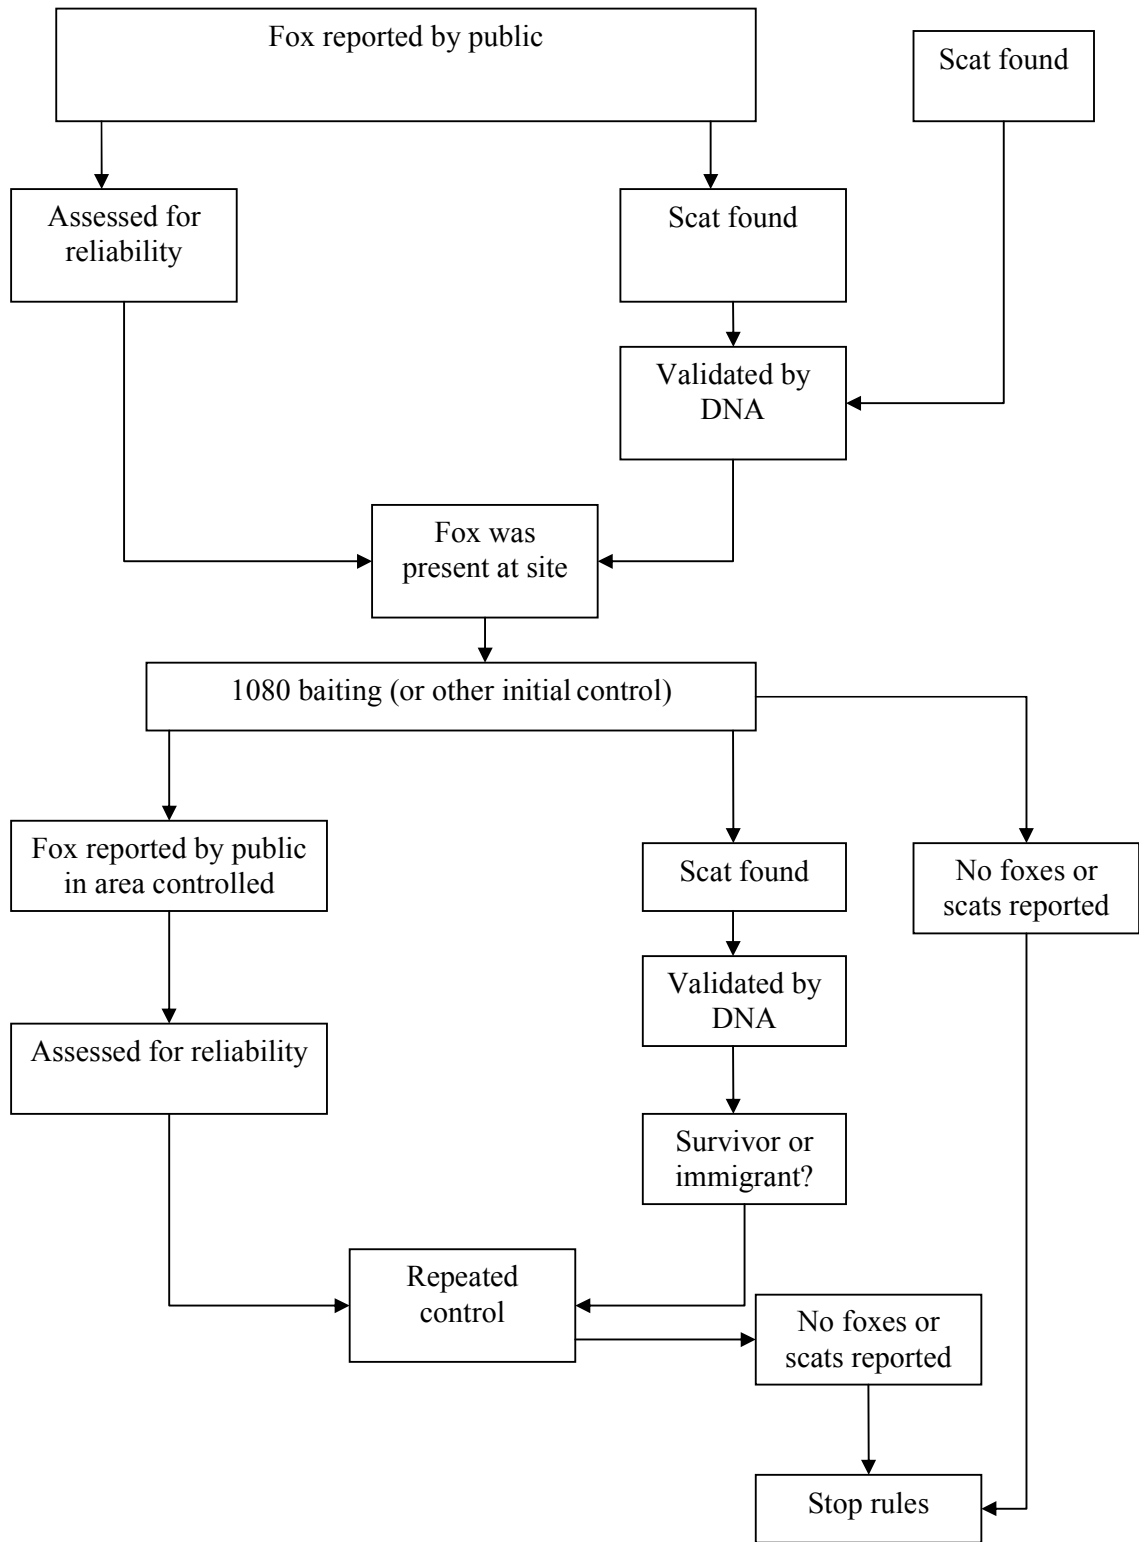 Fox reported by public
Scat found
Assessed for
reliability
Scat found
Validated by
DNA
Fox was
present at site
1080 baiting (or other initial control)
Fox reported by public
in area controlled
Scat found
No foxes or
scats reported
Validated by
DNA
Assessed for reliability
Survivor or
immigrant?
Repeated
control
No foxes or
scats reported
Stop rules